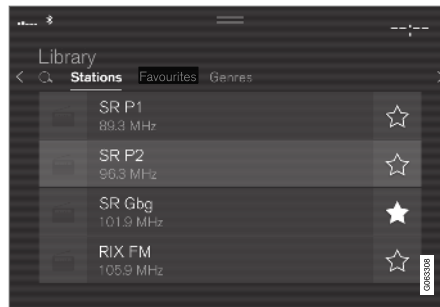 --:--
Library
Stations Favourites Genres
SR P1
89.3 MHz
SR P2
96.3 MHz
SR Gbg
101.9 MHz
RIX FM
105.9 MHz
G063308